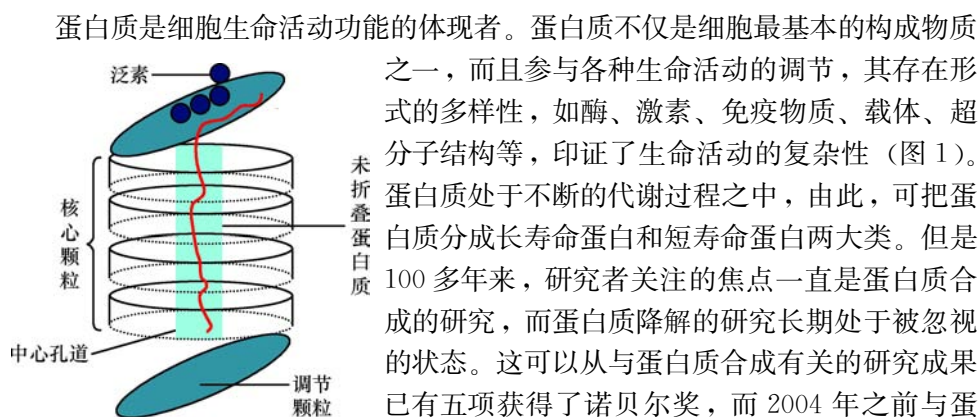 蛋白质是细胞生命活动功能的体现者。蛋白质不仅是细胞最基本的构成物质
之一，而且参与各种生命活动的调节，其存在形
式的多样性，如酶、激素、免疫物质、载体、超
分子结构等，印证了生命活动的复杂性（图 1）。
蛋白质处于不断的代谢过程之中，由此，可把蛋
白质分成长寿命蛋白和短寿命蛋白两大类。但是
100 多年来，研究者关注的焦点一直是蛋白质合
成的研究，而蛋白质降解的研究长期处于被忽视
的状态。这可以从与蛋白质合成有关的研究成果
已有五项获得了诺贝尔奖，而 2004 年之前与蛋
泛素
未折叠蛋白质
核心颗粒
中心孔道
调节
颗粒